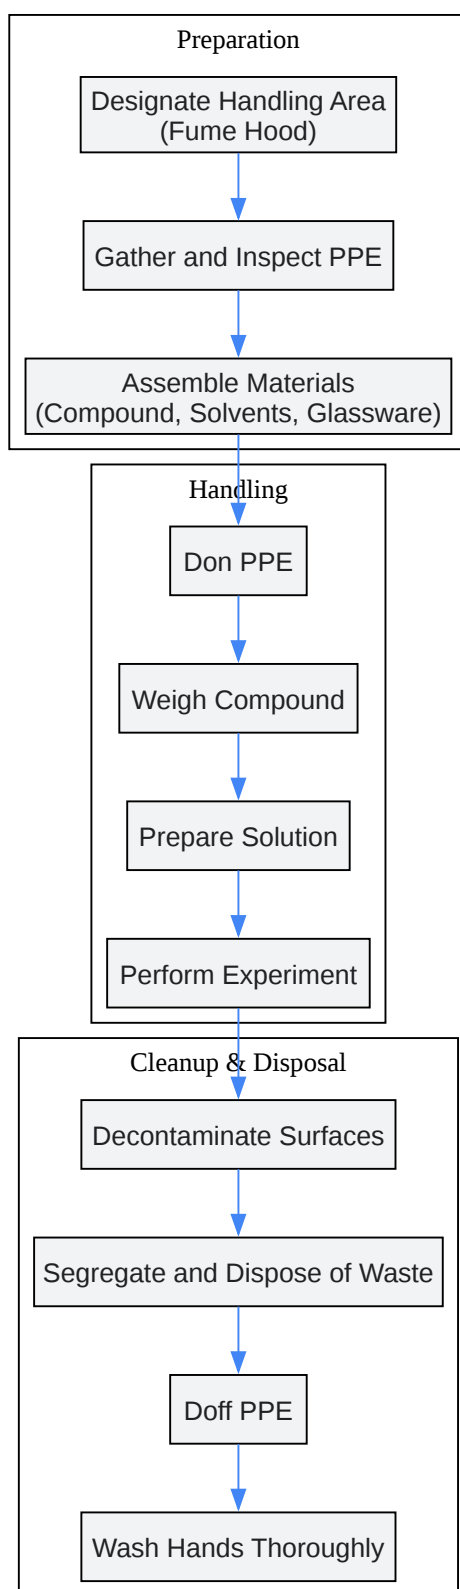 Preparation
Designate Handling Area
(Fume Hood)
Gather and Inspect PPE
Assemble Materials
(Compound, Solvents, Glassware)
Handling
Don PPE
Weigh Compound
Prepare Solution
Perform Experiment
Cleanup & Disposal
Decontaminate Surfaces
Segregate and Dispose of Waste
Doff PPE
Wash Hands Thoroughly